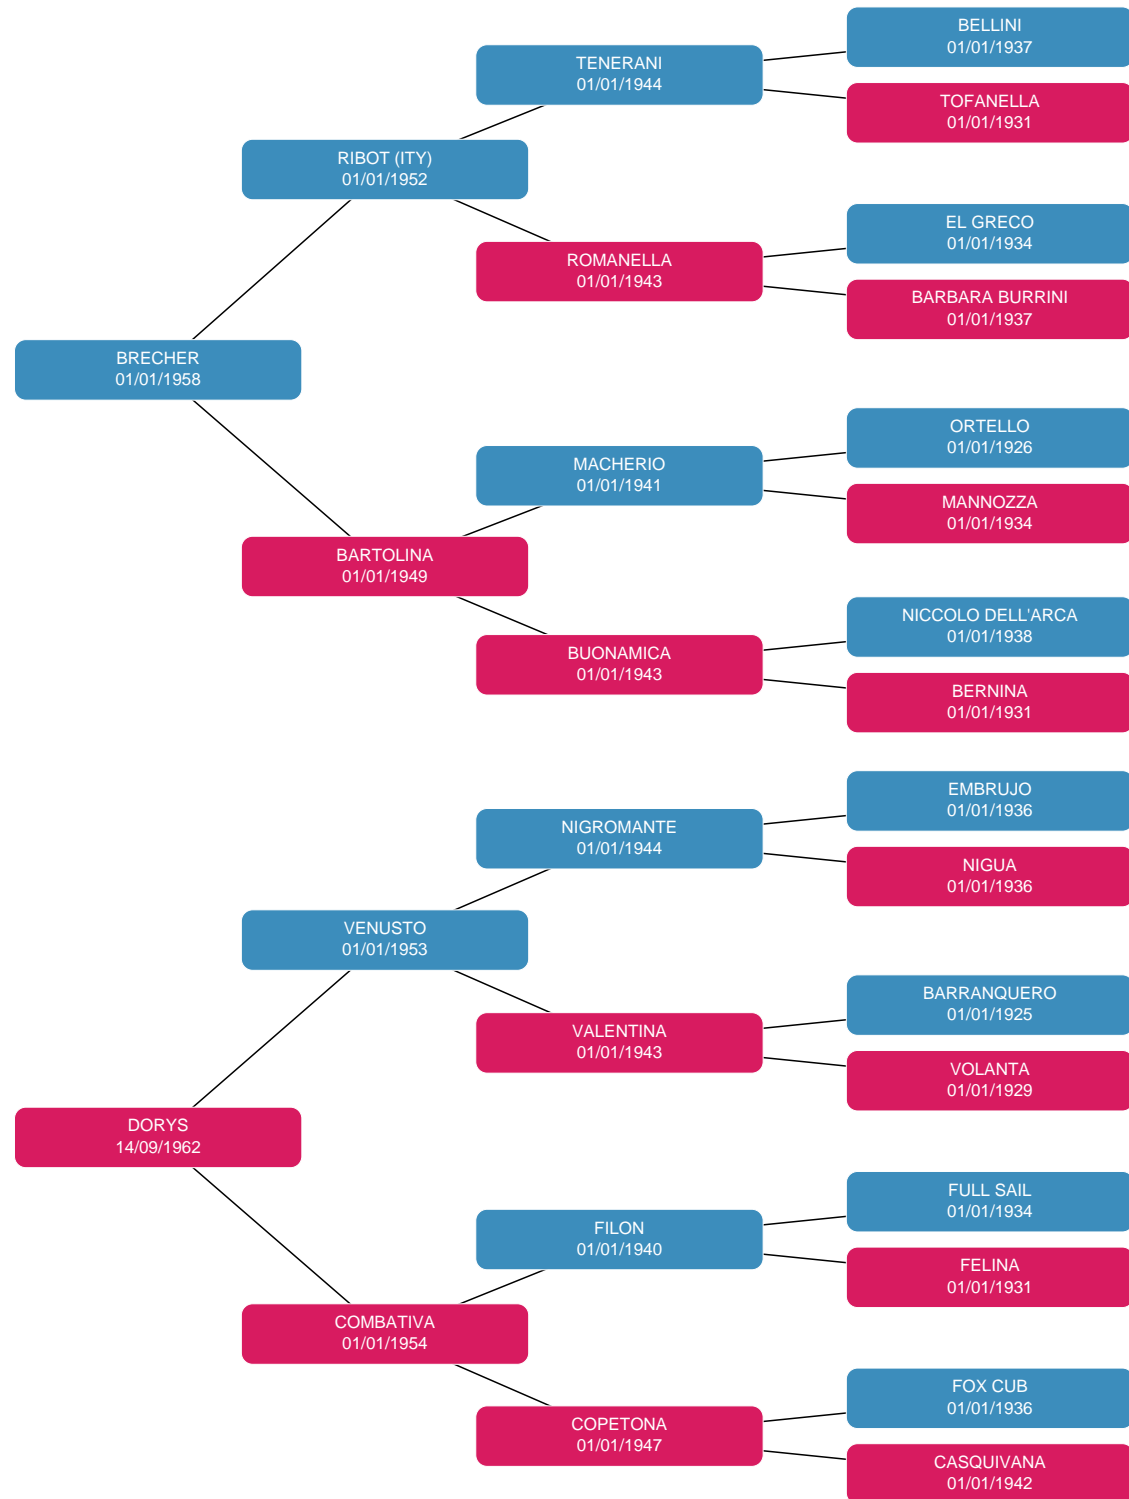 BELLINI
01/01/1937
TENERANI
01/01/1944
TOFANELLA
01/01/1931
RIBOT (ITY)
01/01/1952
EL GRECO
01/01/1934
ROMANELLA
01/01/1943
BARBARA BURRINI
01/01/1937
BRECHER
01/01/1958
ORTELLO
01/01/1926
MACHERIO
01/01/1941
MANNOZZA
01/01/1934
BARTOLINA
01/01/1949
NICCOLO DELL'ARCA
01/01/1938
BUONAMICA
01/01/1943
BERNINA
01/01/1931
EMBRUJO
01/01/1936
NIGROMANTE
01/01/1944
NIGUA
01/01/1936
VENUSTO
01/01/1953
BARRANQUERO
01/01/1925
VALENTINA
01/01/1943
VOLANTA
01/01/1929
DORYS
14/09/1962
FULL SAIL
01/01/1934
FILON
01/01/1940
FELINA
01/01/1931
COMBATIVA
01/01/1954
FOX CUB
01/01/1936
COPETONA
01/01/1947
CASQUIVANA
01/01/1942